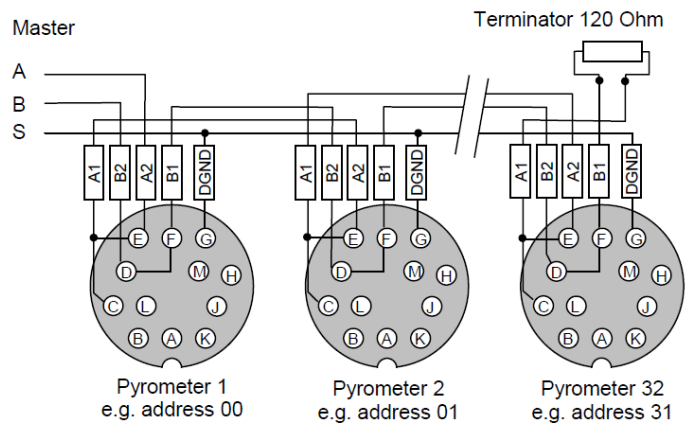 Master
Terminator 120 Ohm
A
B
S
A1 B2 A2 B1 DGND
A1 B2 A2 B1 DGND
A1 B2 A2 B1 DGND
E F G
D M H
C L J
B A K
E F G
D M H
C L J
B A K
E F G
D M H
C L J
B A K
Pyrometer 1
e.g. address 00
Pyrometer 2
e.g. address 01
Pyrometer 32
e.g. address 31